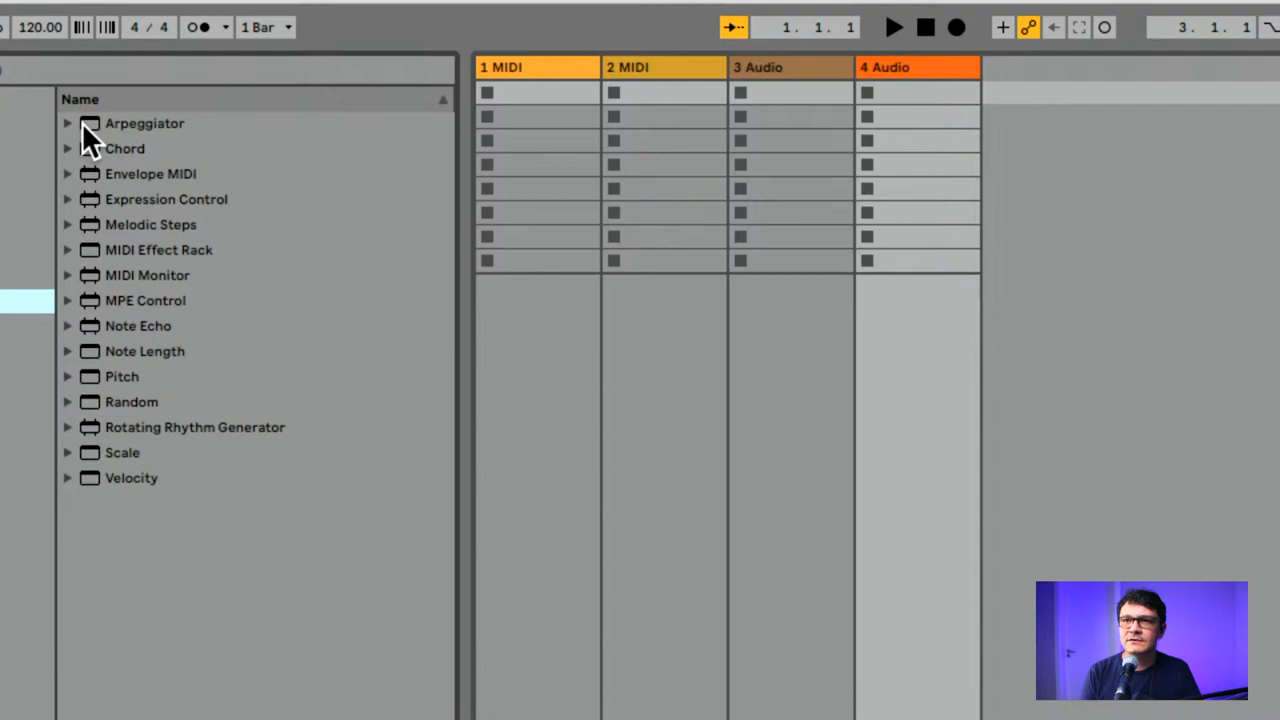 120.00 4 / 4 1 Bar 1. 1. 1 3. 1. 1
1 MIDI 2 MIDI 3 Audio 4 Audio
Name
Arpeggiator
Chord
Envelope MIDI
Expression Control
Melodic Steps
MIDI Effect Rack
MIDI Monitor
MPE Control
Note Echo
Note Length
Pitch
Random
Rotating Rhythm Generator
Scale
Velocity